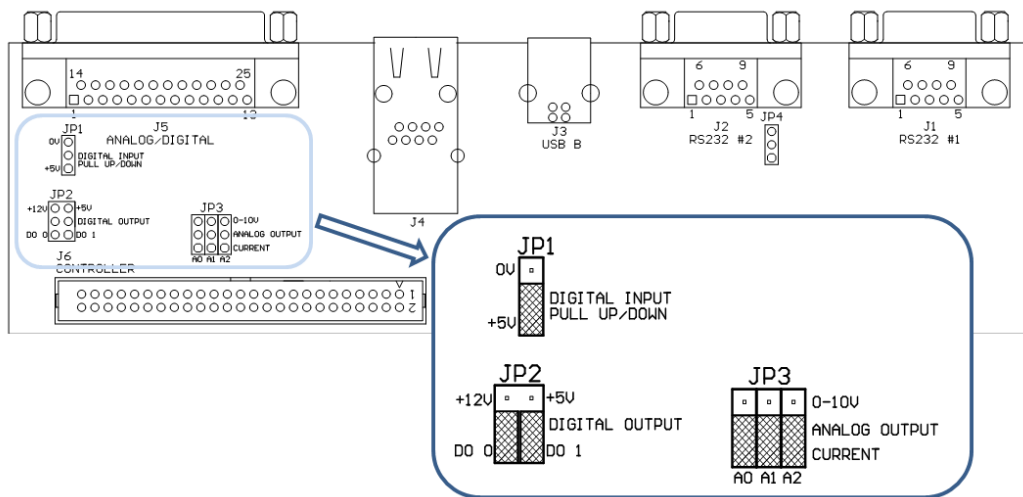 14 25
1 13
J5
ANALOG/DIGITAL
JP1
0V
DIGITAL INPUT
PULL UP/DOWN
+5V
JP2
+12V +5V
DIGITAL OUTPUT
DO 0 DO 1
JP3
0-10V
ANALOG OUTPUT
CURRENT
A0 A1 A2
J6
CONTROLLER
1
2
J4
J3
USB B
6 9
1 5
J2
RS232 #2
JP4
6 9
1 5
J1
RS232 #1
JP1
0V
DIGITAL INPUT
PULL UP/DOWN
+5V
JP2
+12V +5V
DIGITAL OUTPUT
DO 0 DO 1
JP3
0-10V
ANALOG OUTPUT
CURRENT
A0 A1 A2